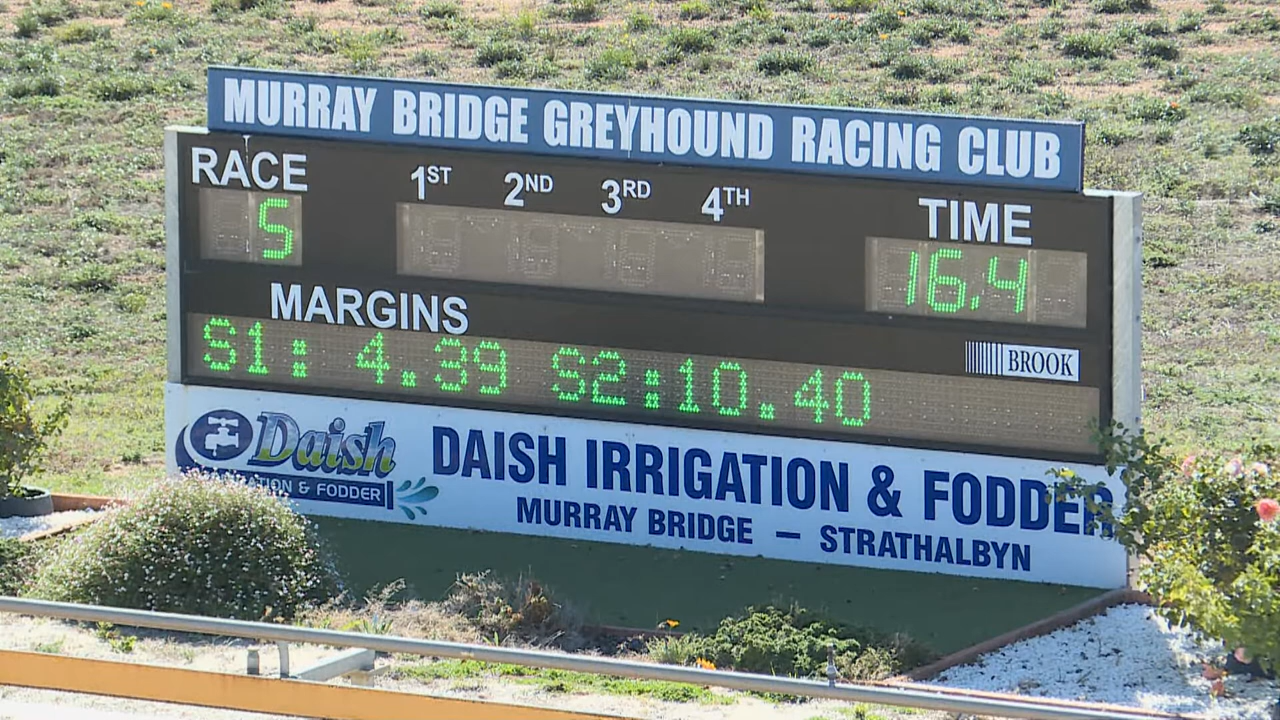 MURRAY BRIDGE GREYHOUND RACING CLUB
RACE 1ST 2ND 3RD 4TH TIME
5 16.4
MARGINS
BROOK
S1: 4.39 S2:10.40
Daish
& FODDER
DAISH IRRIGATION & FODDER
MURRAY BRIDGE – STRATHALBYN